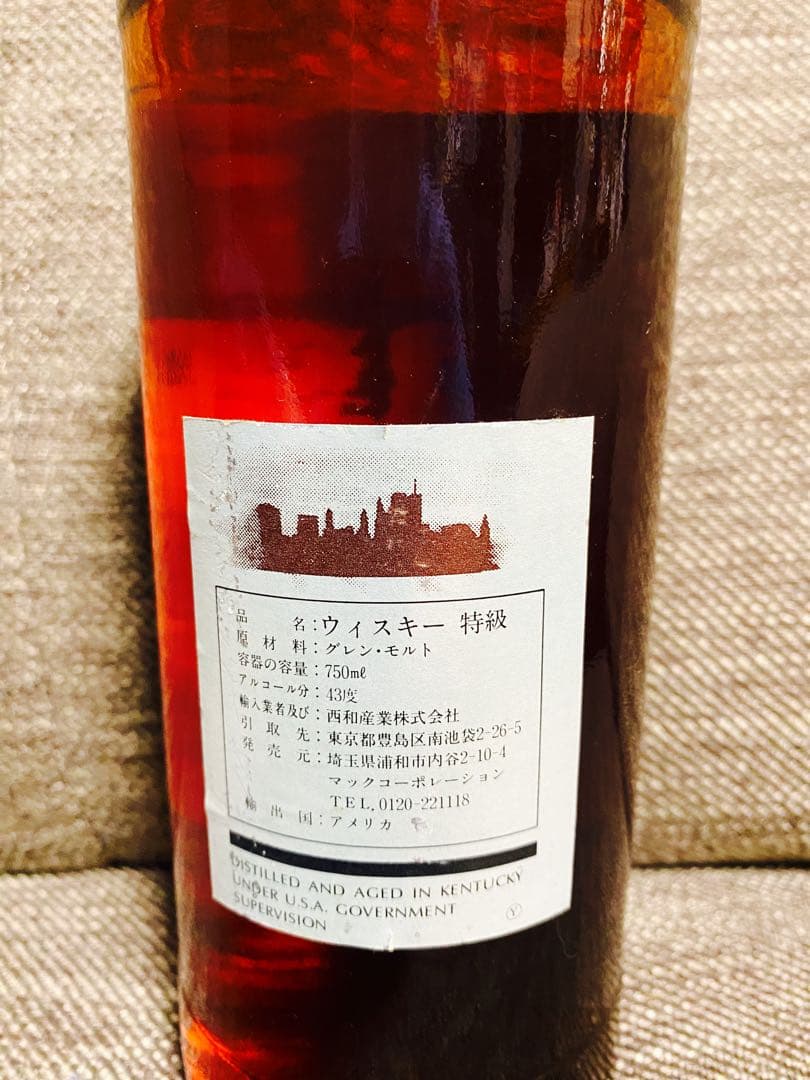 品名：ウィスキー 特級
原材料：グレン・モルト
容器の容量：750mℓ
アルコール分：43度
輸入業者及び：西和産業株式会社
引取先：東京都豊島区南池袋2-26-5
発売元：埼玉県浦和市内谷2-10-4
マックコーポレーション
TEL. 0120-221118
輸出国：アメリカ
DISTILLED AND AGED IN KENTUCKY
UNDER U.S.A. GOVERNMENT
SUPERVISION
Ⓨ